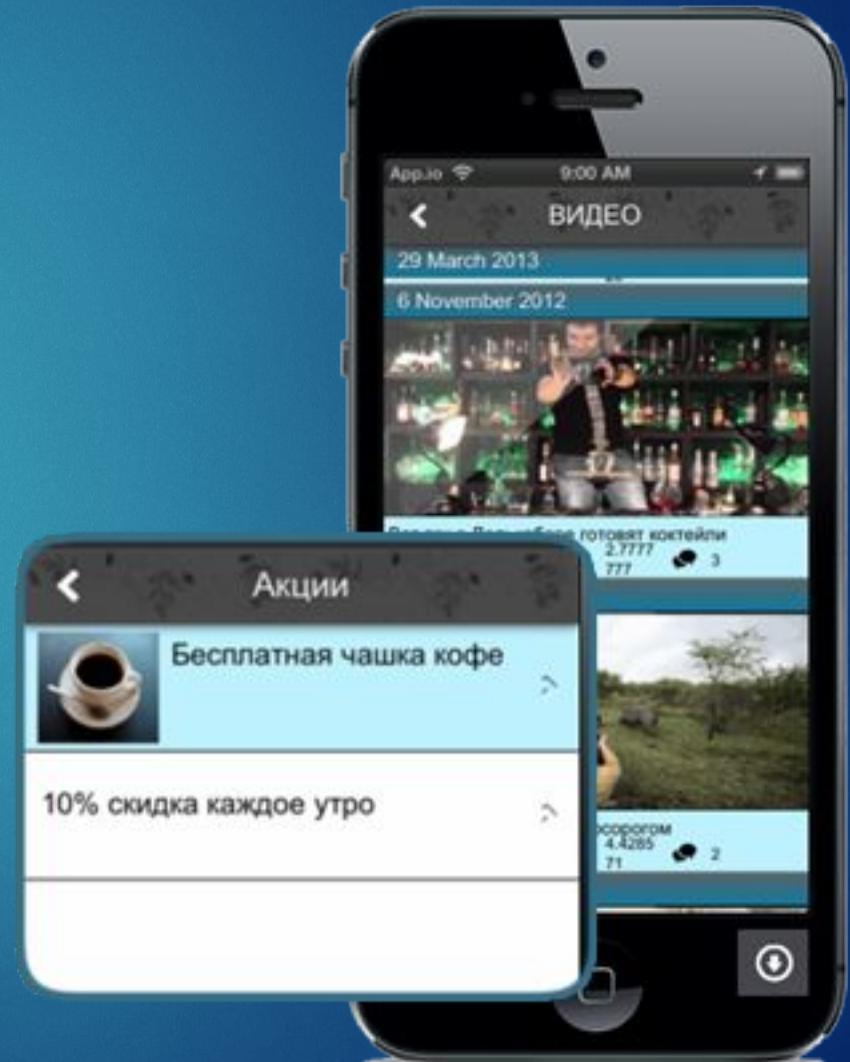 App.io 9:00 AM
ВИДЕО
29 March 2013
6 November 2012
готовят коктейли
2.7777
777
3
4.4285
71
2
Акции
Бесплатная чашка кофе
10% скидка каждое утро